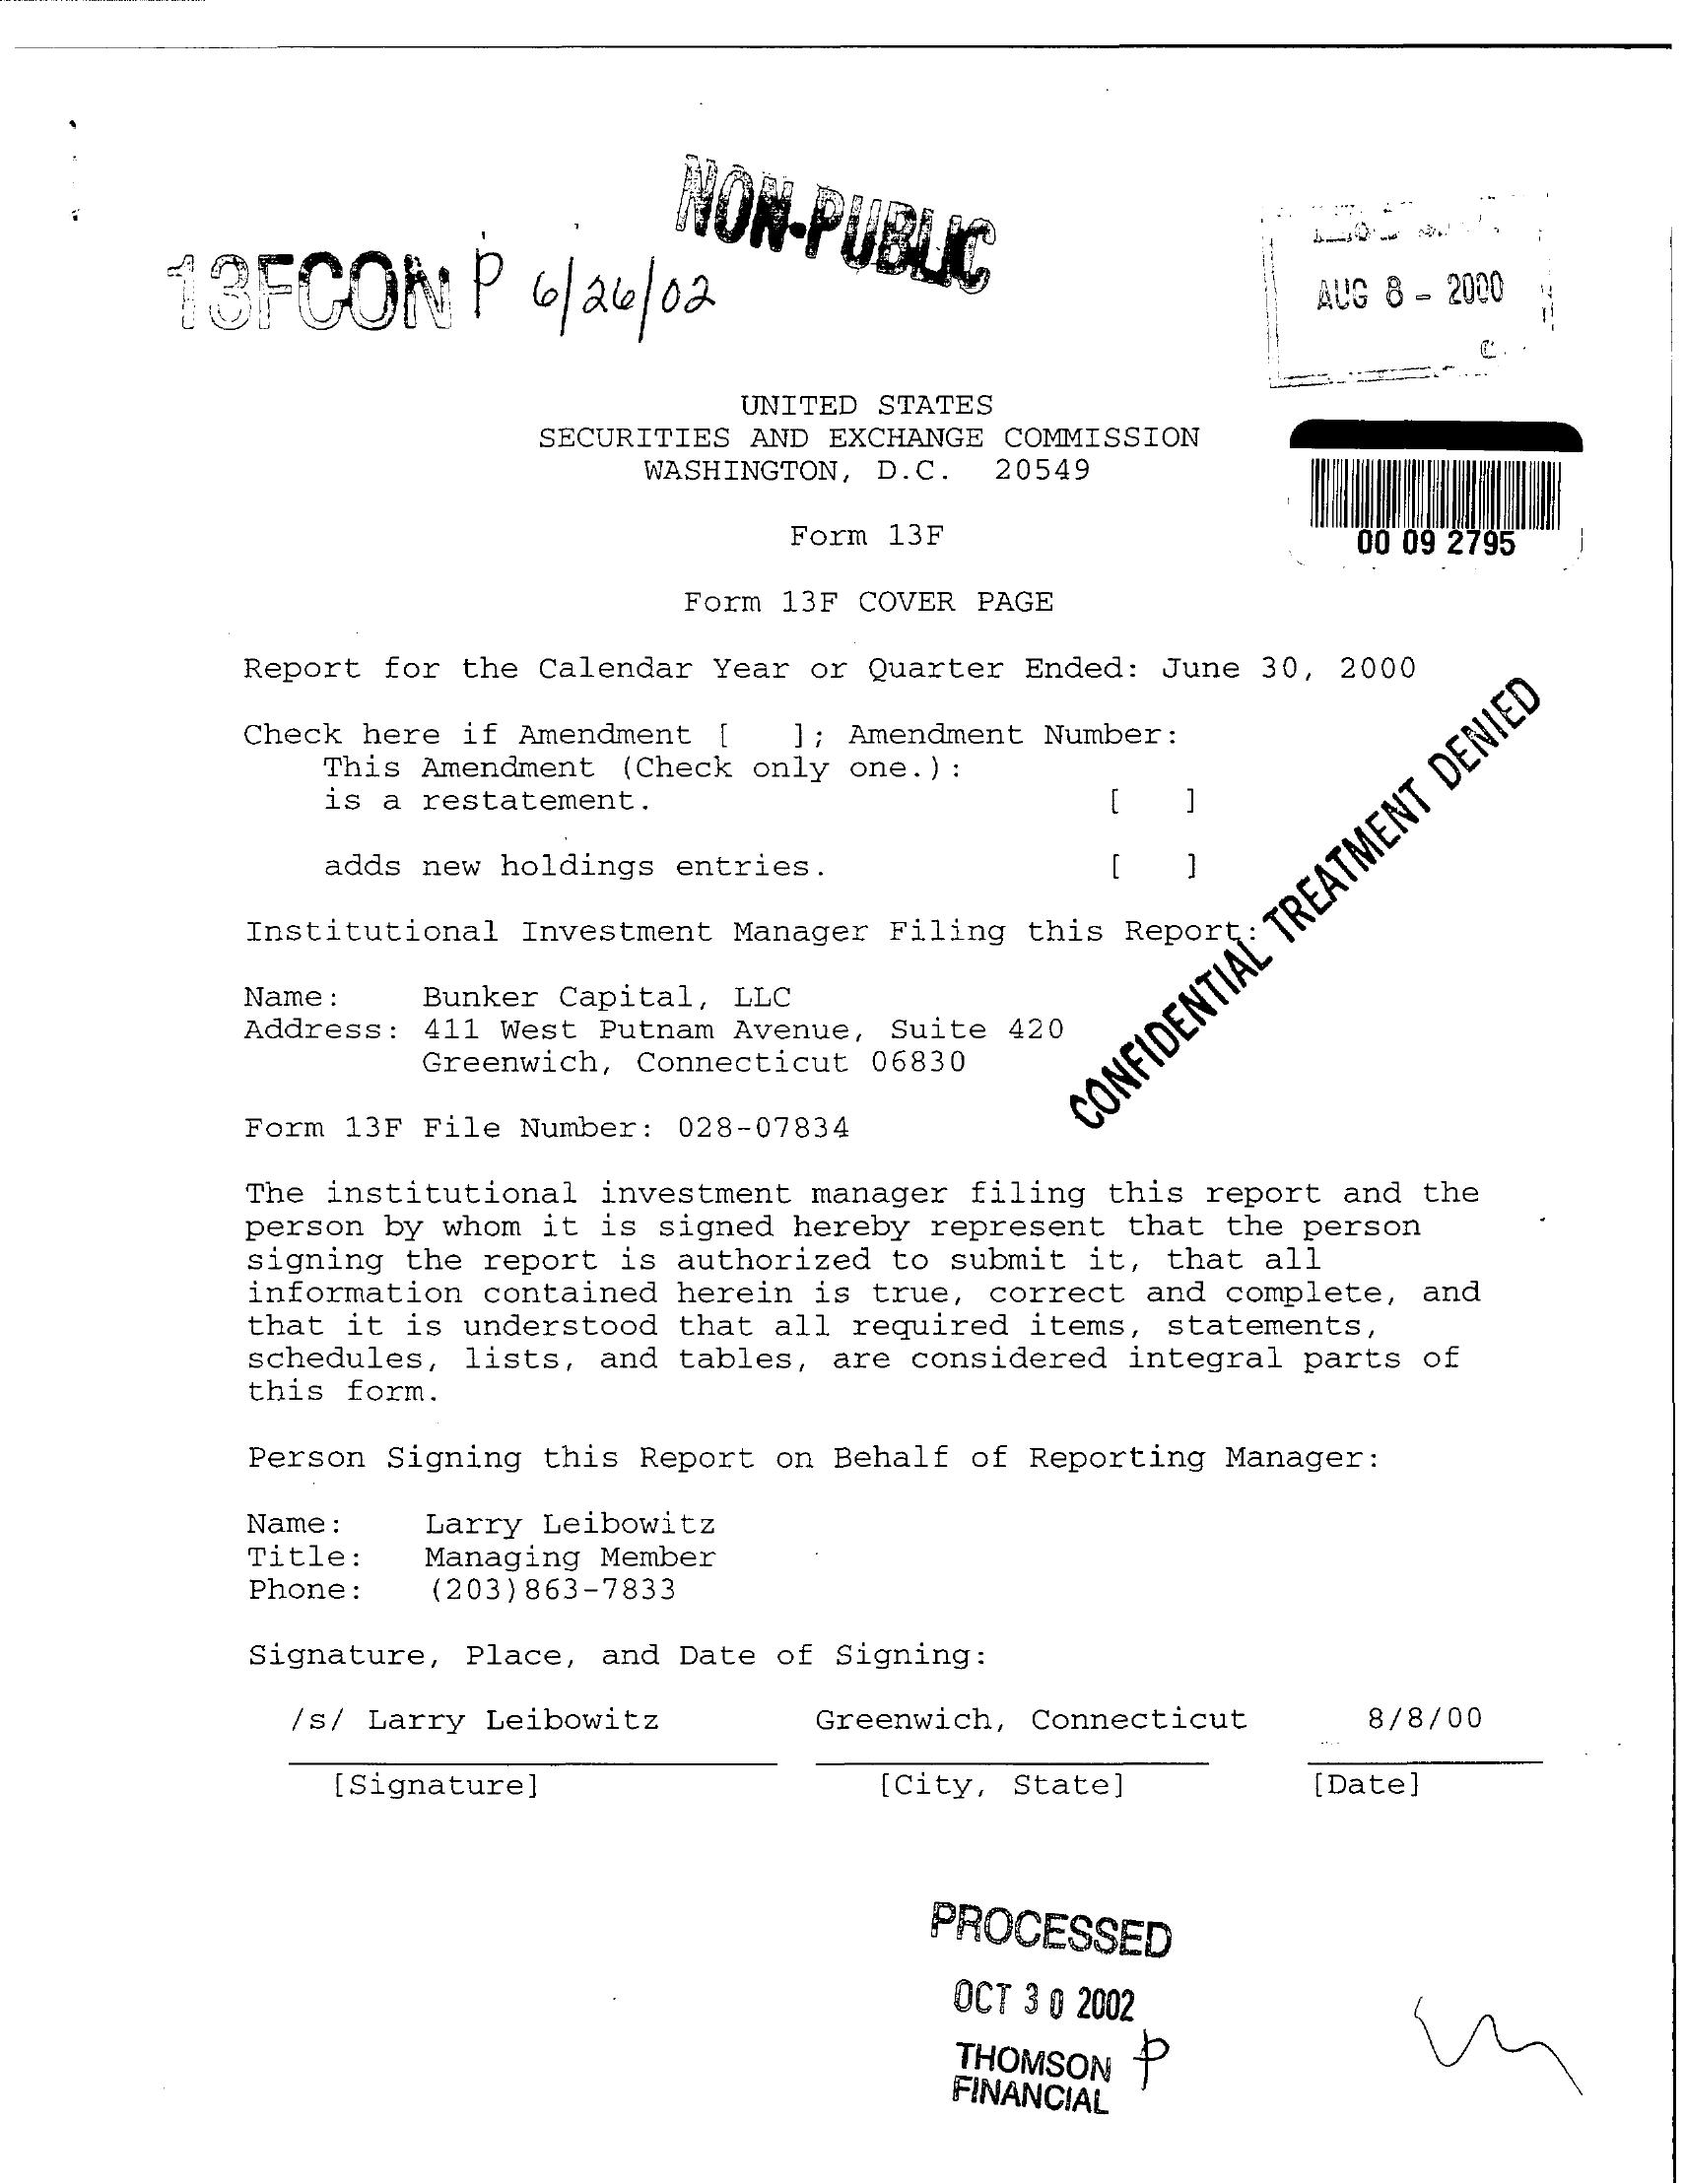 NON-PUBLIC
13FCON P 6/26/02
AUG 8 - 2000
UNITED STATES
SECURITIES AND EXCHANGE COMMISSION
WASHINGTON, D.C. 20549
00 09 2795
Form 13F
Form 13F COVER PAGE
Report for the Calendar Year or Quarter Ended: June 30, 2000
Check here if Amendment [ ]; Amendment Number:
This Amendment (Check only one.):
is a restatement. [ ]
adds new holdings entries. [ ]
CONFIDENTIAL TREATMENT DENIED
Institutional Investment Manager Filing this Report:
Name: Bunker Capital, LLC
Address: 411 West Putnam Avenue, Suite 420
Greenwich, Connecticut 06830
Form 13F File Number: 028-07834
The institutional investment manager filing this report and the
person by whom it is signed hereby represent that the person
signing the report is authorized to submit it, that all
information contained herein is true, correct and complete, and
that it is understood that all required items, statements,
schedules, lists, and tables, are considered integral parts of
this form.
Person Signing this Report on Behalf of Reporting Manager:
Name: Larry Leibowitz
Title: Managing Member
Phone: (203)863-7833
Signature, Place, and Date of Signing:
/s/ Larry Leibowitz Greenwich, Connecticut 8/8/00
[Signature] [City, State] [Date]
PROCESSED
OCT 30 2002
THOMSON P
FINANCIAL